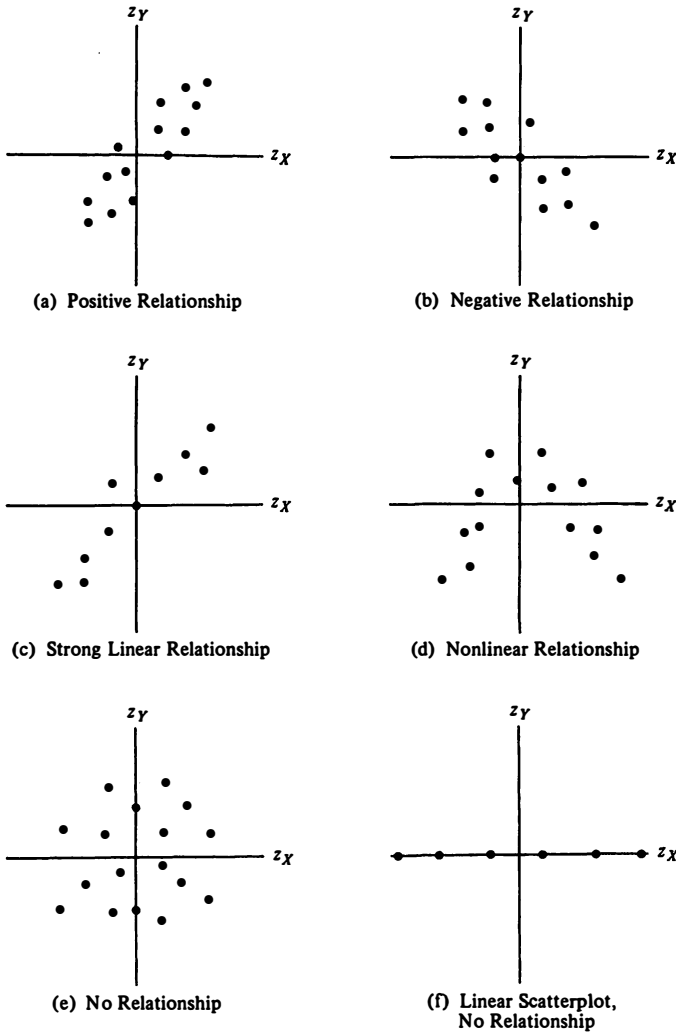 z_Y
z_Y
z_X
z_X
(a) Positive Relationship
(b) Negative Relationship
z_Y
z_Y
z_X
z_X
(c) Strong Linear Relationship
(d) Nonlinear Relationship
z_Y
z_Y
z_X
z_X
(e) No Relationship
(f) Linear Scatterplot,
No Relationship